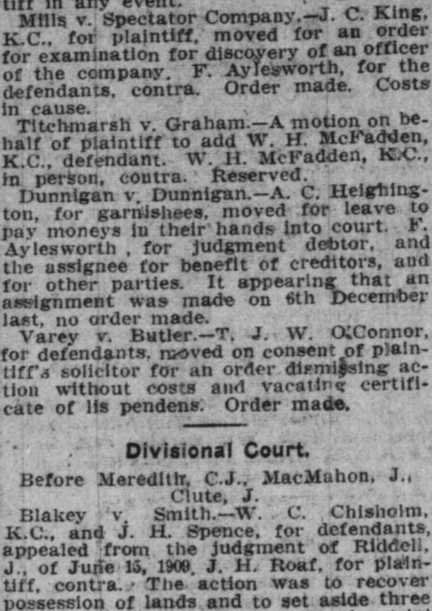 tiff in any event.
Mills v. Spectator Company.—J. C. King,
K.C., for plaintiff, moved for an order
for examination for discovery of an officer
of the company. F. Aylesworth, for the
defendants, contra. Order made. Costs
in cause.
Titchmarsh v. Graham.—A motion on be-
half of plaintiff to add W. H. McFadden,
K.C., defendant. W. H. McFadden, K.C.,
in person, contra. Reserved.
Dunnigan v. Dunnigan.—A. C. Heighing-
ton, for garnishees, moved for leave to
pay moneys in their hands into court. F.
Aylesworth, for judgment debtor, and
the assignee for benefit of creditors, and
for other parties. It appearing that an
assignment was made on 6th December
last, no order made.
Varey v. Butler.—T. J. W. O'Connor,
for defendants, moved on consent of plain-
tiff's solicitor for an order dismissing ac-
tion without costs and vacating certifi-
cate of lis pendens. Order made.
Divisional Court.
Before Meredith, C.J., MacMahon, J.,
Clute, J.
Blakey v. Smith.—W. C. Chisholm,
K.C., and J. H. Spence, for defendants,
appealed from the judgment of Riddell,
J., of June 15, 1909. J. H. Roaf, for plain-
tiff, contra. The action was to recover
possession of lands and to set aside three